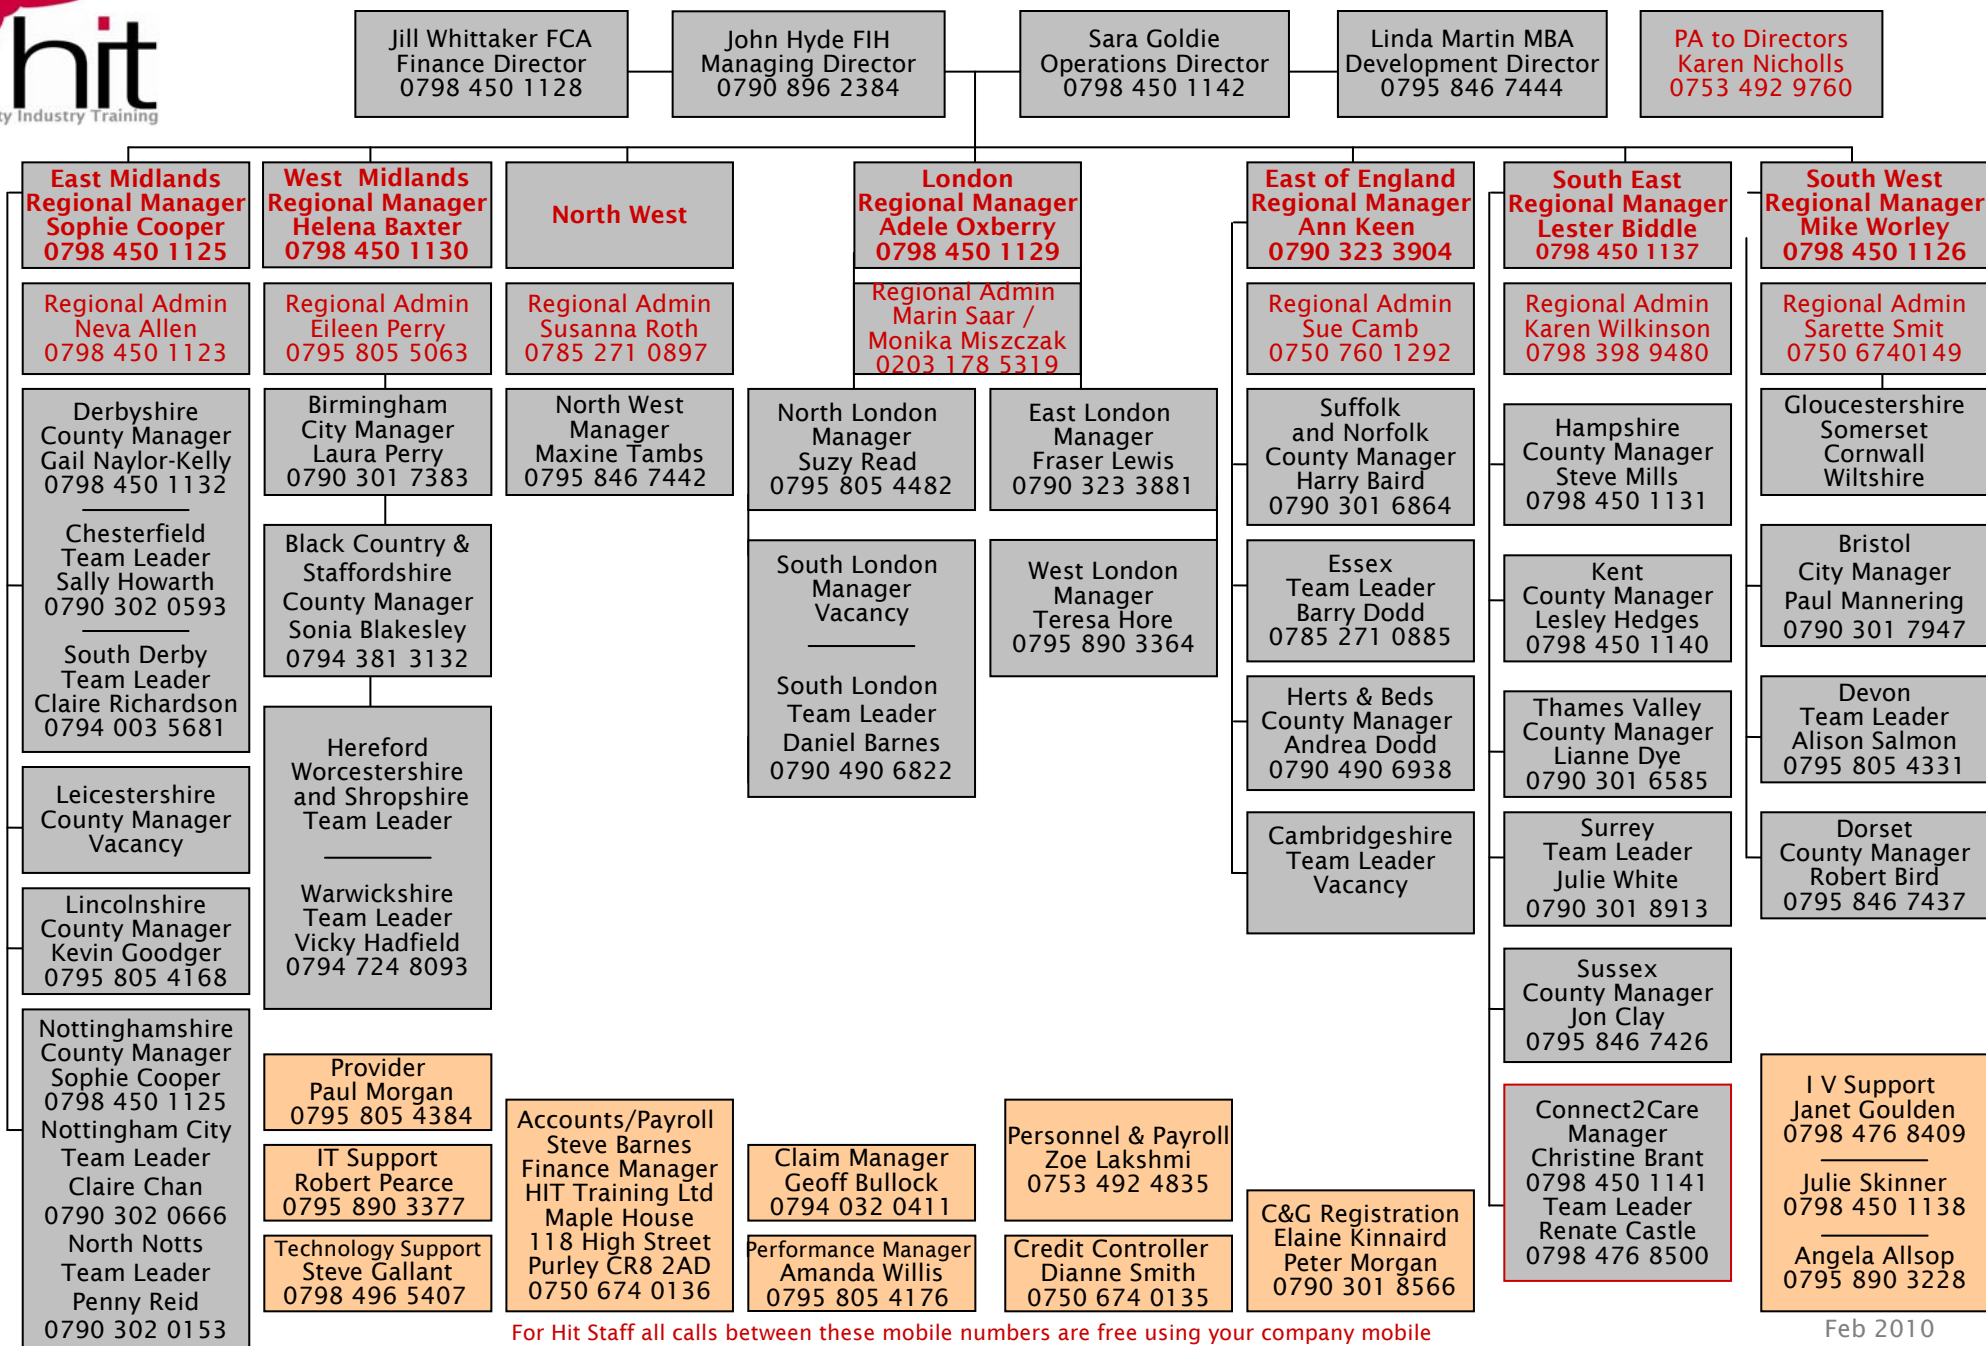 hit
ty Industry Training
Jill Whittaker FCA
Finance Director
0798 450 1128
John Hyde FIH
Managing Director
0790 896 2384
Sara Goldie
Operations Director
0798 450 1142
Linda Martin MBA
Development Director
0795 846 7444
PA to Directors
Karen Nicholls
0753 492 9760
East Midlands
Regional Manager
Sophie Cooper
0798 450 1125
West Midlands
Regional Manager
Helena Baxter
0798 450 1130
North West
London
Regional Manager
Adele Oxberry
0798 450 1129
East of England
Regional Manager
Ann Keen
0790 323 3904
South East
Regional Manager
Lester Biddle
0798 450 1137
South West
Regional Manager
Mike Worley
0798 450 1126
Regional Admin
Neva Allen
0798 450 1123
Regional Admin
Eileen Perry
0795 805 5063
Regional Admin
Susanna Roth
0785 271 0897
Regional Admin
Marin Saar /
Monika Miszczak
0203 178 5319
Regional Admin
Sue Camb
0750 760 1292
Regional Admin
Karen Wilkinson
0798 398 9480
Regional Admin
Sarette Smit
0750 6740149
Derbyshire
County Manager
Gail Naylor-Kelly
0798 450 1132
Chesterfield
Team Leader
Sally Howarth
0790 302 0593
South Derby
Team Leader
Claire Richardson
0794 003 5681
Leicestershire
County Manager
Vacancy
Lincolnshire
County Manager
Kevin Goodger
0795 805 4168
Nottinghamshire
County Manager
Sophie Cooper
0798 450 1125
Nottingham City
Team Leader
Claire Chan
0790 302 0666
North Notts
Team Leader
Penny Reid
0790 302 0153
Birmingham
City Manager
Laura Perry
0790 301 7383
Black Country &
Staffordshire
County Manager
Sonia Blakesley
0794 381 3132
Hereford
Worcestershire
and Shropshire
Team Leader
Warwickshire
Team Leader
Vicky Hadfield
0794 724 8093
North West
Manager
Maxine Tambs
0795 846 7442
North London
Manager
Suzy Read
0795 805 4482
South London
Manager
Vacancy
South London
Team Leader
Daniel Barnes
0790 490 6822
East London
Manager
Fraser Lewis
0790 323 3881
West London
Manager
Teresa Hore
0795 890 3364
Suffolk
and Norfolk
County Manager
Harry Baird
0790 301 6864
Essex
Team Leader
Barry Dodd
0785 271 0885
Herts & Beds
County Manager
Andrea Dodd
0790 490 6938
Cambridgeshire
Team Leader
Vacancy
Hampshire
County Manager
Steve Mills
0798 450 1131
Kent
County Manager
Lesley Hedges
0798 450 1140
Thames Valley
County Manager
Lianne Dye
0790 301 6585
Surrey
Team Leader
Julie White
0790 301 8913
Sussex
County Manager
Jon Clay
0795 846 7426
Connect2Care
Manager
Christine Brant
0798 450 1141
Team Leader
Renate Castle
0798 476 8500
Gloucestershire
Somerset
Cornwall
Wiltshire
Bristol
City Manager
Paul Mannering
0790 301 7947
Devon
Team Leader
Alison Salmon
0795 805 4331
Dorset
County Manager
Robert Bird
0795 846 7437
Provider
Paul Morgan
0795 805 4384
IT Support
Robert Pearce
0795 890 3377
Technology Support
Steve Gallant
0798 496 5407
Accounts/Payroll
Steve Barnes
Finance Manager
HIT Training Ltd
Maple House
118 High Street
Purley CR8 2AD
0750 674 0136
Claim Manager
Geoff Bullock
0794 032 0411
Performance Manager
Amanda Willis
0795 805 4176
Personnel & Payroll
Zoe Lakshmi
0753 492 4835
Credit Controller
Dianne Smith
0750 674 0135
C&G Registration
Elaine Kinnaird
Peter Morgan
0790 301 8566
I V Support
Janet Goulden
0798 476 8409
Julie Skinner
0798 450 1138
Angela Allsop
0795 890 3228
For Hit Staff all calls between these mobile numbers are free using your company mobile
Feb 2010